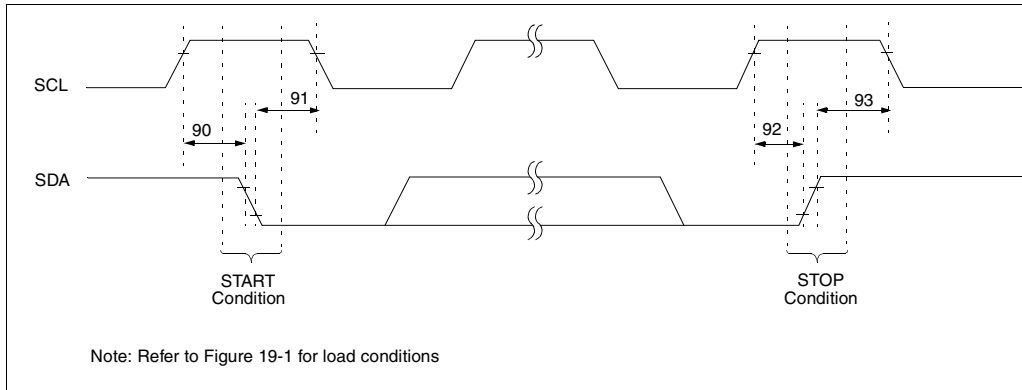 SCL
91
93
90
92
SDA
START
Condition
STOP
Condition
Note: Refer to Figure 19-1 for load conditions